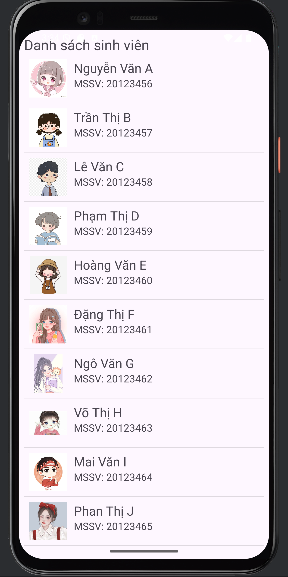 Danh sách sinh viên
Nguyễn Văn A
MSSV: 20123456
Trần Thị B
MSSV: 20123457
Lê Văn C
MSSV: 20123458
Phạm Thị D
MSSV: 20123459
Hoàng Văn E
MSSV: 20123460
Đặng Thị F
MSSV: 20123461
Ngô Văn G
MSSV: 20123462
Võ Thị H
MSSV: 20123463
Mai Văn I
MSSV: 20123464
Phan Thị J
MSSV: 20123465